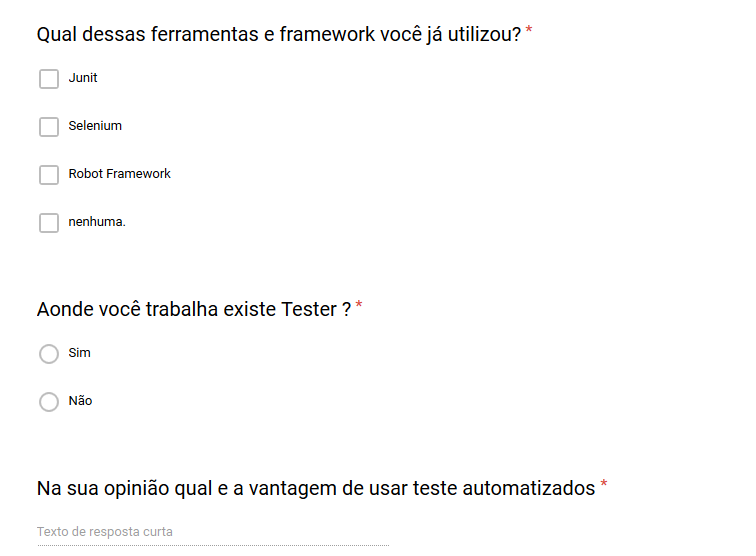 Qual dessas ferramentas e framework você já utilizou? *
Junit
Selenium
Robot Framework
nenhuma.
Aonde você trabalha existe Tester ? *
Sim
Não
Na sua opinião qual e a vantagem de usar teste automatizados *
Texto de resposta curta